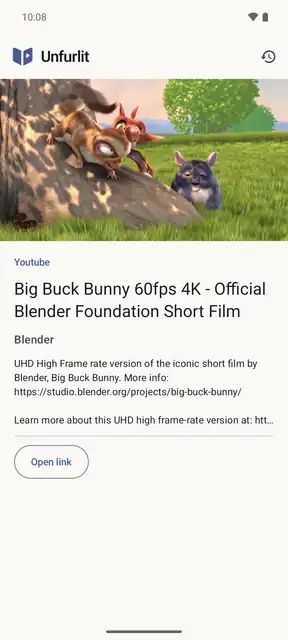 10:08
Unfurlit
Youtube
Big Buck Bunny 60fps 4K - Official
Blender Foundation Short Film
Blender
UHD High Frame rate version of the iconic short film by
Blender, Big Buck Bunny. More info:
https://studio.blender.org/projects/big-buck-bunny/
Learn more about this UHD high frame-rate version at: htt...
Open link